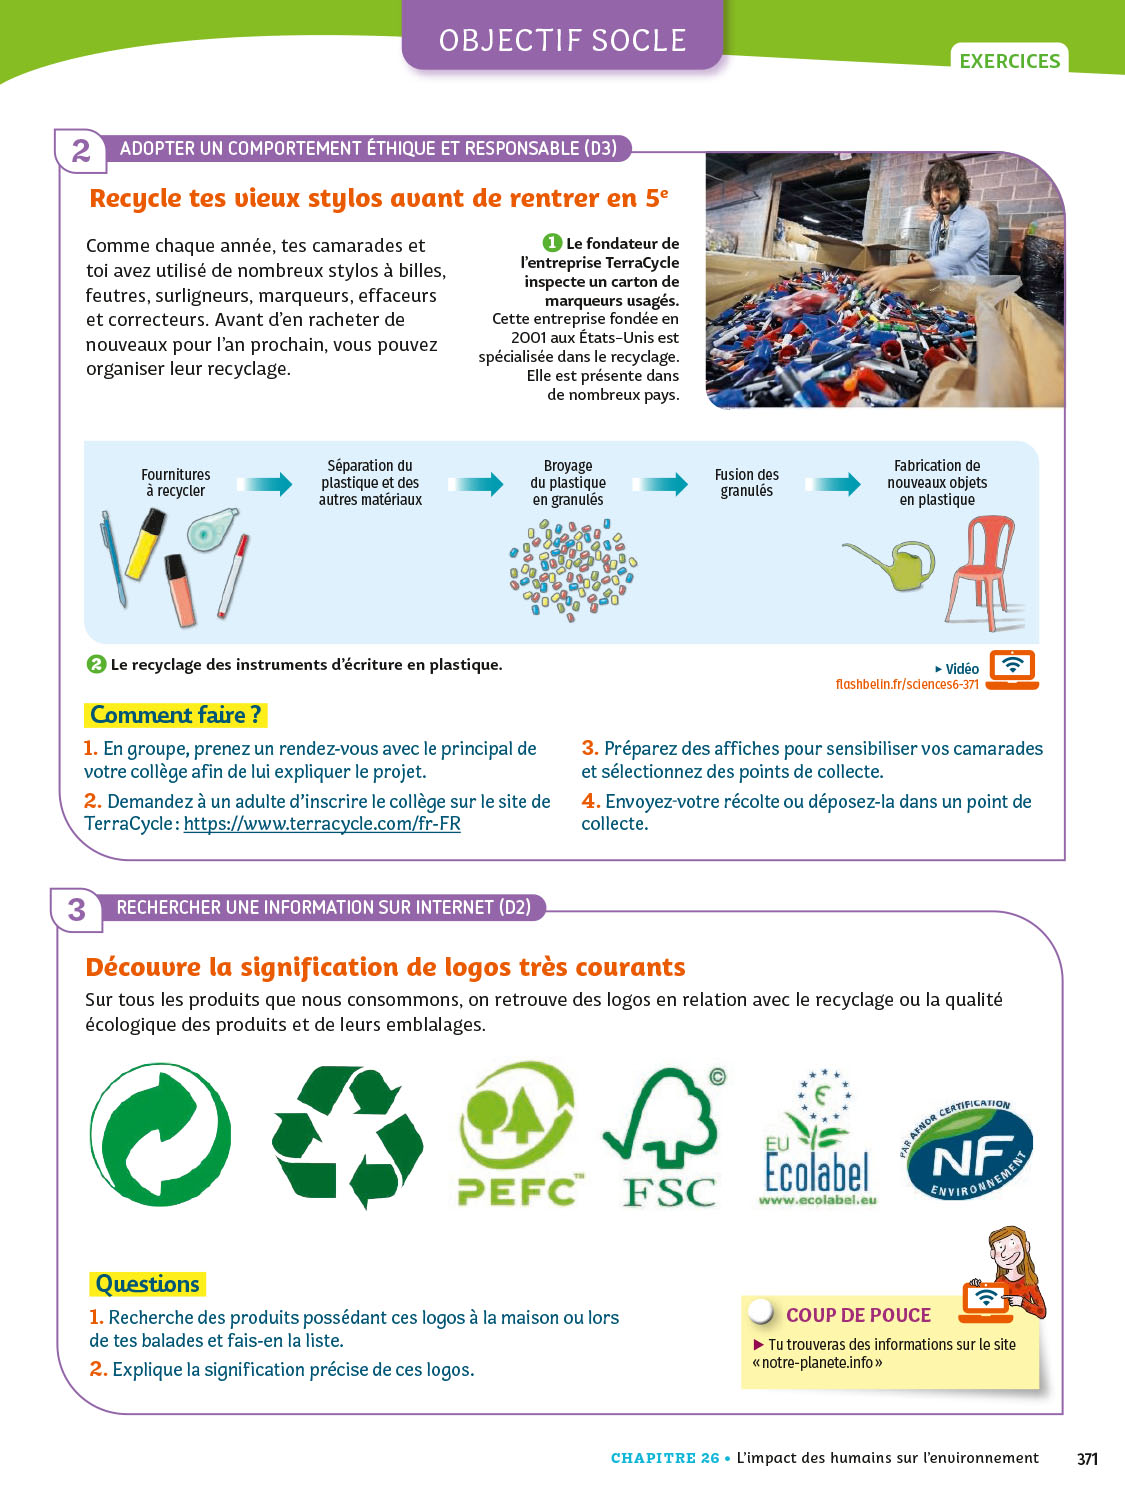 OBJECTIF SOCLE
EXERCICES
2
ADOPTER UN COMPORTEMENT ÉTHIQUE ET RESPONSABLE (D3)
Recycle tes vieux stylos avant de rentrer en 5e
Comme chaque année, tes camarades et
toi avez utilisé de nombreux stylos à billes,
feutres, surligneurs, marqueurs, effaceurs
et correcteurs. Avant d'en racheter de
nouveaux pour l'an prochain, vous pouvez
organiser leur recyclage.
1 Le fondateur de
l'entreprise TerraCycle
inspecte un carton de
marqueurs usagés.
Cette entreprise fondée en
2001 aux États-Unis est
spécialisée dans le recyclage.
Elle est présente dans
de nombreux pays.
Fournitures
à recycler
Séparation du
plastique et des
autres matériaux
Broyage
du plastique
en granulés
Fusion des
granulés
Fabrication de
nouveaux objets
en plastique
2 Le recyclage des instruments d'écriture en plastique.
▸ Vidéo
flashbelin.fr/sciences6-371
Comment faire ?
1. En groupe, prenez un rendez-vous avec le principal de
votre collège afin de lui expliquer le projet.
2. Demandez à un adulte d'inscrire le collège sur le site de
TerraCycle : https://www.terracycle.com/fr-FR
3. Préparez des affiches pour sensibiliser vos camarades
et sélectionnez des points de collecte.
4. Envoyez-votre récolte ou déposez-la dans un point de
collecte.
3
RECHERCHER UNE INFORMATION SUR INTERNET (D2)
Découvre la signification de logos très courants
Sur tous les produits que nous consommons, on retrouve des logos en relation avec le recyclage ou la qualité
écologique des produits et de leurs emblalages.
PEFC™
©
FSC
EU
Ecolabel
www.ecolabel.eu
PAR AFNOR CERTIFICATION
NF
ENVIRONNEMENT
Questions
1. Recherche des produits possédant ces logos à la maison ou lors
de tes balades et fais-en la liste.
2. Explique la signification précise de ces logos.
COUP DE POUCE
▶ Tu trouveras des informations sur le site
« notre-planete.info »
CHAPITRE 26 • L'impact des humains sur l'environnement
371